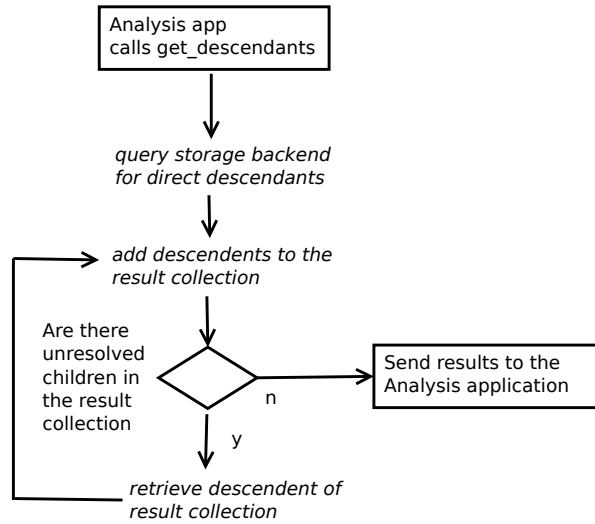 Analysis app
calls get_descendants
query storage backend
for direct descendants
add descendents to the
result collection
Are there
unresolved
children in
the result
collection
n
Send results to the
Analysis application
y
retrieve descendent of
result collection